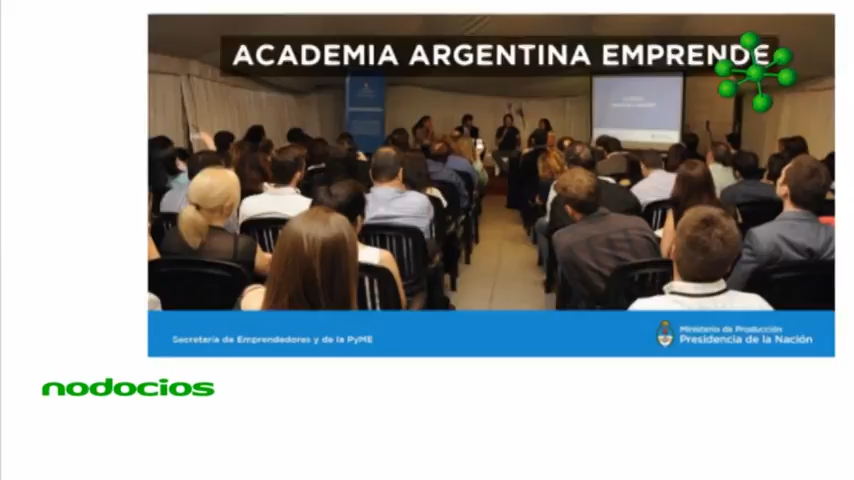 ACADEMIA ARGENTINA EMPRENDE
Secretaría de Emprendedores y de la PyME
Ministerio de Producción
Presidencia de la Nación
nodocios